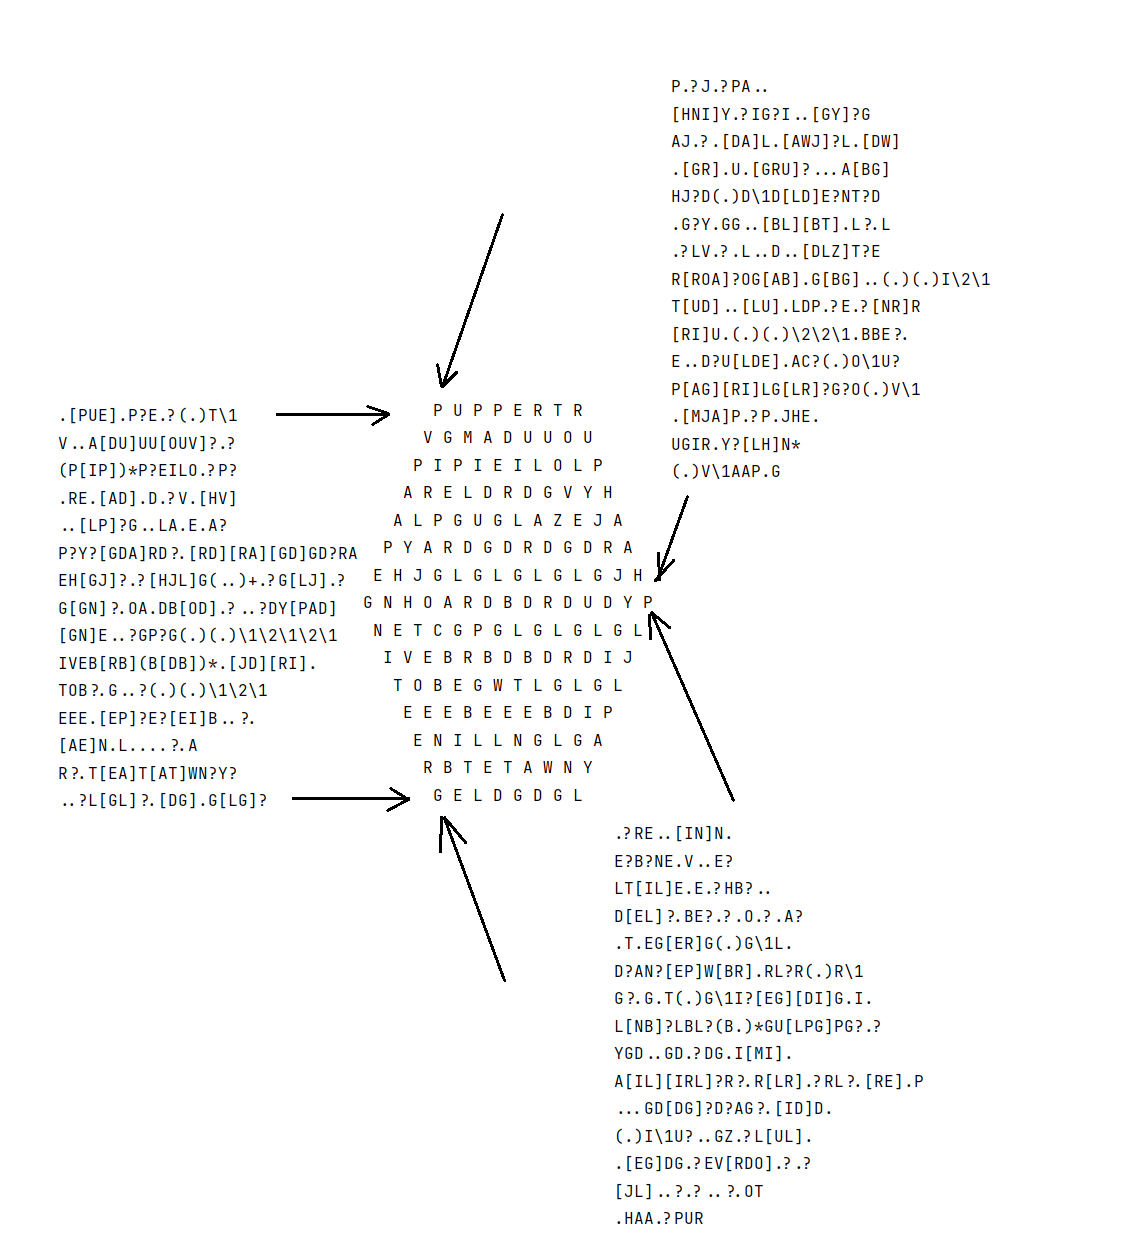 P.?J.?PA..
[HNI]Y.?IG?I..[GY]?G
AJ.?.[DA]L.[AWJ]?L.[DW]
.[GR].U.[GRU]?...A[BG]
HJ?D(.)D\1D[LD]E?NT?D
.G?Y.GG..[BL][BT].L?.L
.?LV.?.L..D..[DLZ]T?E
R[ROA]?OG[AB].G[BG]..(.)(.)I\2\1
T[UD]..[LU].LDP.?E.?[NR]R
[RI]U.(.)(.)\2\2\1.BBE?.
E..D?U[LDE].AC?(.)O\1U?
P[AG][RI]LG[LR]?G?O(.)V\1
.[MJA]P.?P.JHE.
UGIR.Y?[LH]N*
(.)V\1AAP.G
.[PUE].P?E.?(.)T\1
V..A[DU]UU[OUV]?.?
(P[IP])*P?EILO.?P?
.RE.[AD].D.?V.[HV]
..[LP]?G..LA.E.A?
P?Y?[GDA]RD?.[RD][RA][GD]GD?RA
EH[GJ]?.?[HJL]G(..)+.?G[LJ].?
G[GN]?.OA.DB[OD].?..?DY[PAD]
[GN]E..?GP?G(.)(.)\1\2\1\2\1
IVEB[RB](B[DB])*.[JD][RI].
TOB?.G..?(.)(.)\1\2\1
EEE.[EP]?E?[EI]B..?.
[AE]N.L....?.A
R?.T[EA]T[AT]WN?Y?
..?L[GL]?.[DG].G[LG]?
P U P P E R T R
V G M A D U U O U
P I P I E I L O L P
A R E L D R D G V Y H
A L P G U G L A Z E J A
P Y A R D G D R D G D R A
E H J G L G L G L G L G J H
G N H O A R D B D R D U D Y P
N E T C G P G L G L G L G L
I V E B R B D B D R D I J
T O B E G W T L G L G L
E E E B E E E B D I P
E N I L L N G L G A
R B T E T A W N Y
G E L D G D G L
.?RE..[IN]N.
E?B?NE.V..E?
LT[IL]E.E.?HB?..
D[EL]?.BE?.?.O.?.A?
.T.EG[ER]G(.)G\1L.
D?AN?[EP]W[BR].RL?R(.)R\1
G?.G.T(.)G\1I?[EG][DI]G.I.
L[NB]?LBL?(B.)*GU[LPG]PG?.?
YGD..GD.?DG.I[MI].
A[IL][IRL]?R?.R[LR].?RL?.[RE].P
...GD[DG]?D?AG?.[ID]D.
(.)I\1U?..GZ.?L[UL].
.[EG]DG.?EV[RDO].?.?
[JL]..?.?..?.OT
.HAA.?PUR